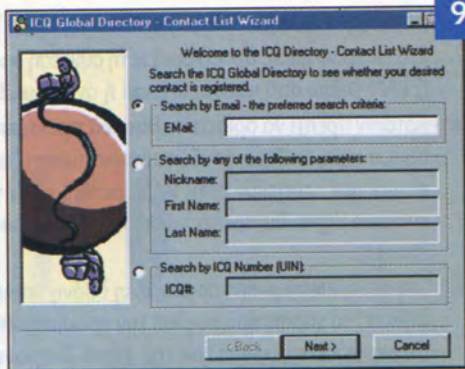 9
ICQ Global Directory - Contact List Wizard
Welcome to the ICQ Directory - Contact List Wizard
Search the ICQ Global Directory to see whether your desired
contact is registered.
Search by Email - the preferred search criteria:
EMail:
Search by any of the following parameters:
Nickname:
First Name:
Last Name:
Search by ICQ Number (UIN):
ICQ#:
<Back
Next >
Cancel